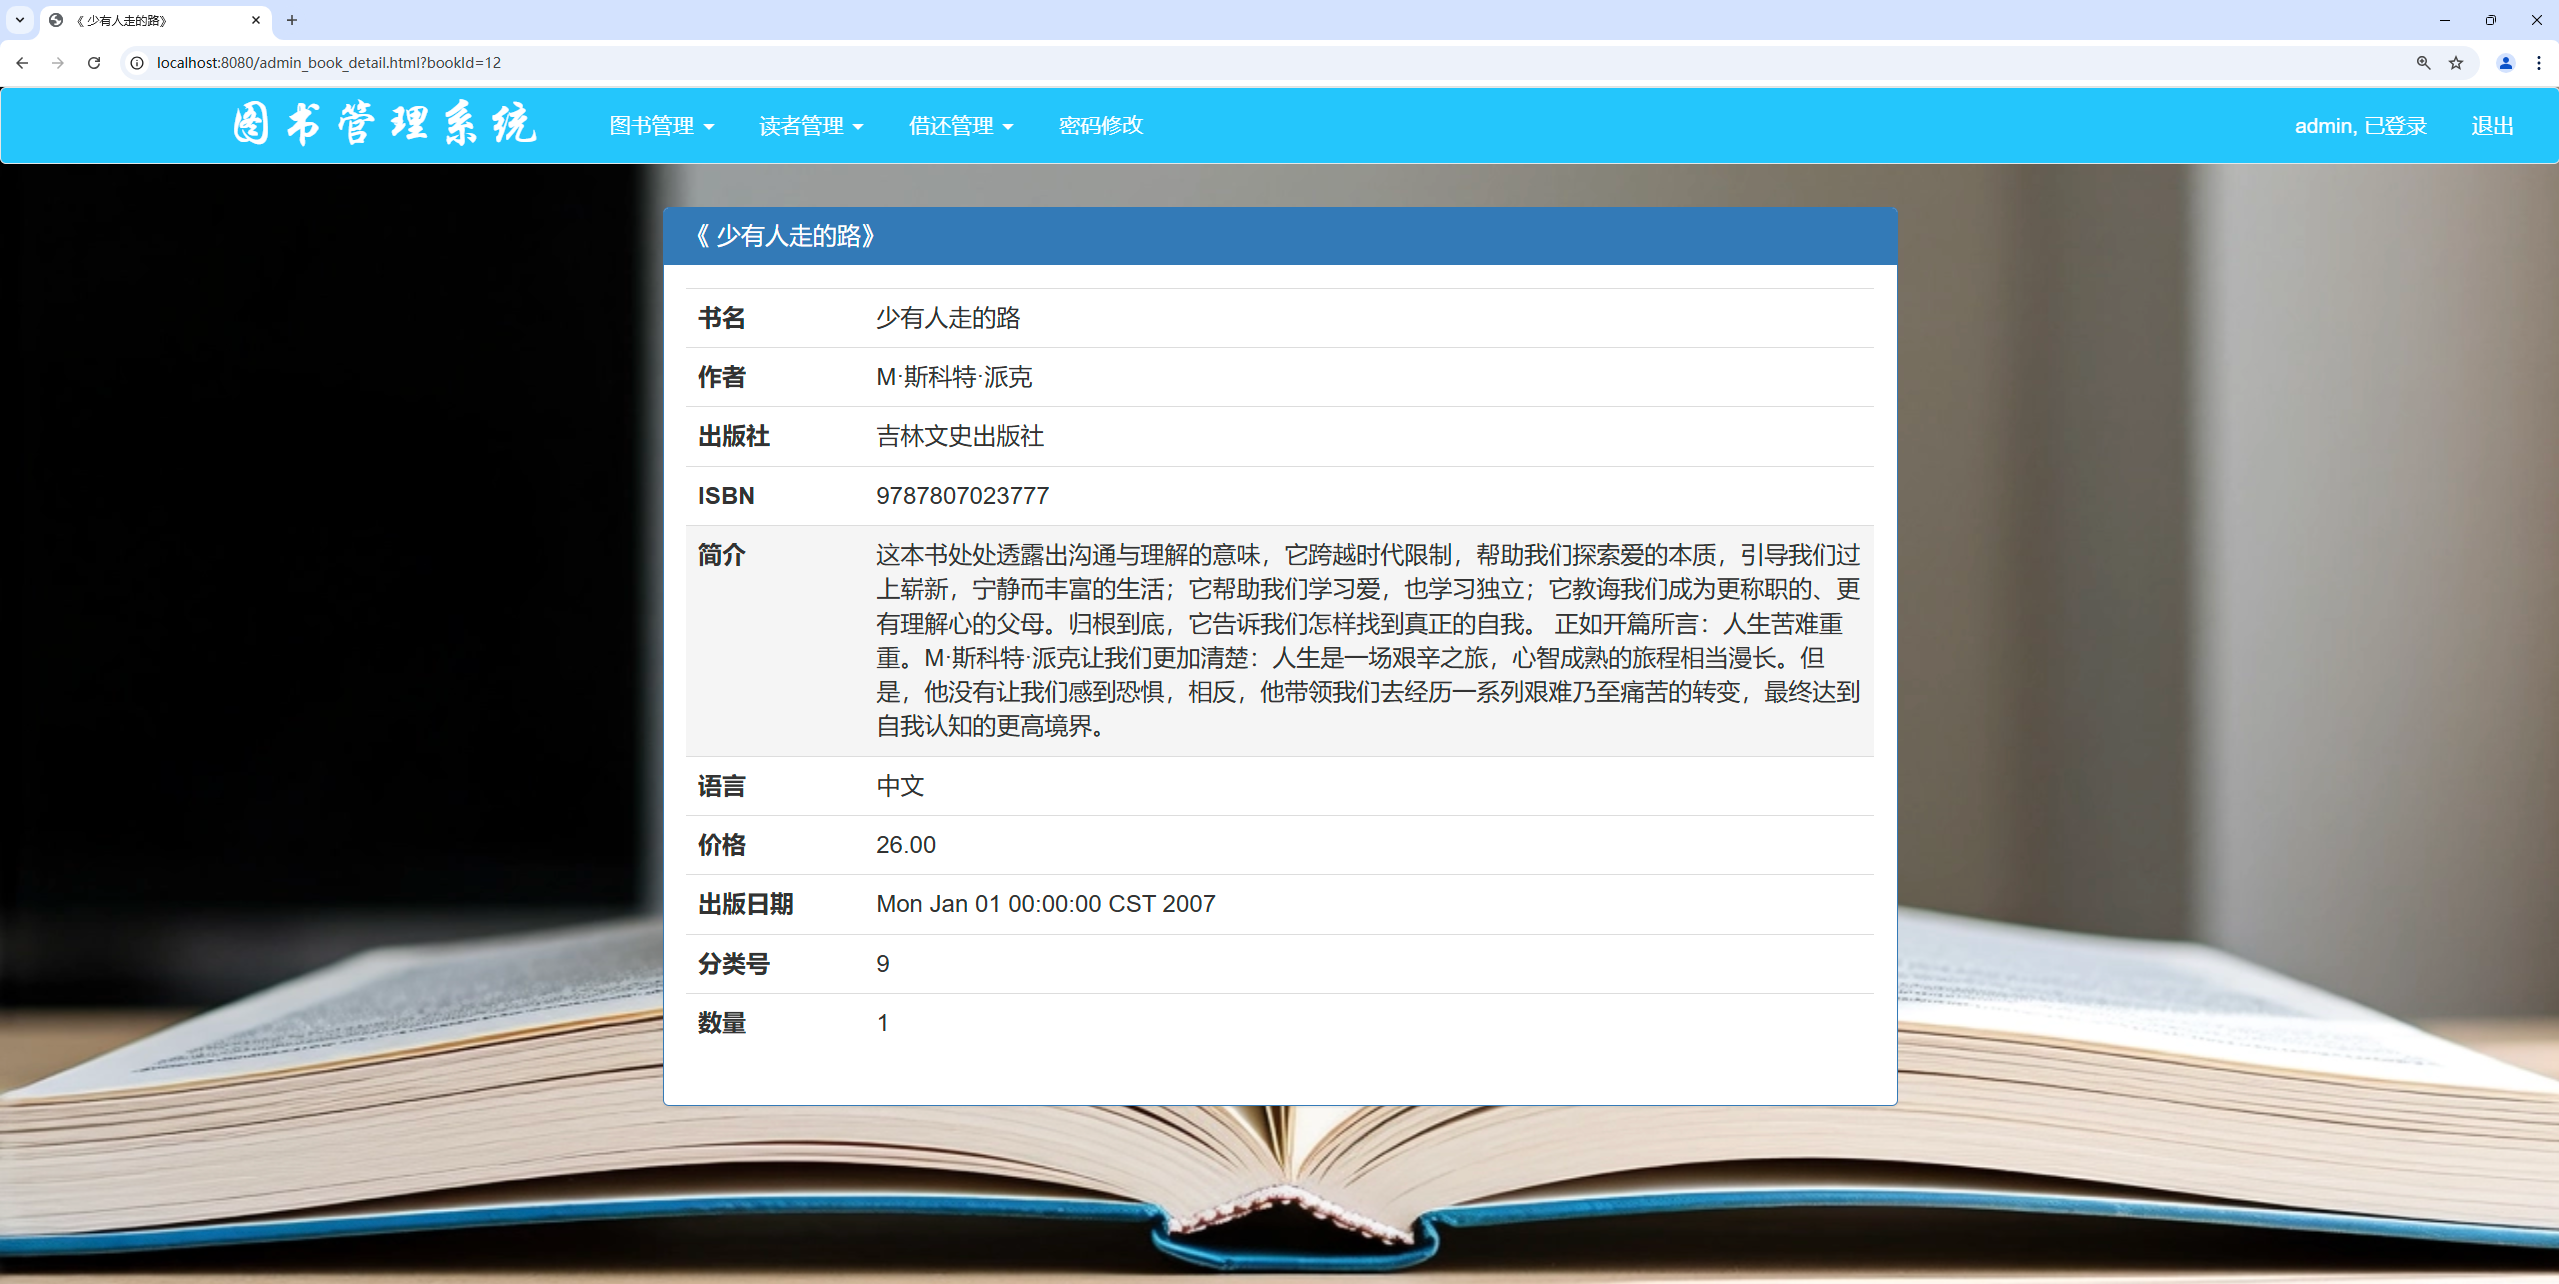 《 少有人走的路》
localhost:8080/admin_book_detail.html?bookId=12
图书管理系统 图书管理 读者管理 借还管理 密码修改 admin, 已登录 退出
《 少有人走的路》
书名 少有人走的路
作者 M·斯科特·派克
出版社 吉林文史出版社
ISBN 9787807023777
简介 这本书处处透露出沟通与理解的意味，它跨越时代限制，帮助我们探索爱的本质，引导我们过
上崭新，宁静而丰富的生活；它帮助我们学习爱，也学习独立；它教诲我们成为更称职的、更
有理解心的父母。归根到底，它告诉我们怎样找到真正的自我。 正如开篇所言：人生苦难重
重。M·斯科特·派克让我们更加清楚：人生是一场艰辛之旅，心智成熟的旅程相当漫长。但
是，他没有让我们感到恐惧，相反，他带领我们去经历一系列艰难乃至痛苦的转变，最终达到
自我认知的更高境界。
语言 中文
价格 26.00
出版日期 Mon Jan 01 00:00:00 CST 2007
分类号 9
数量 1